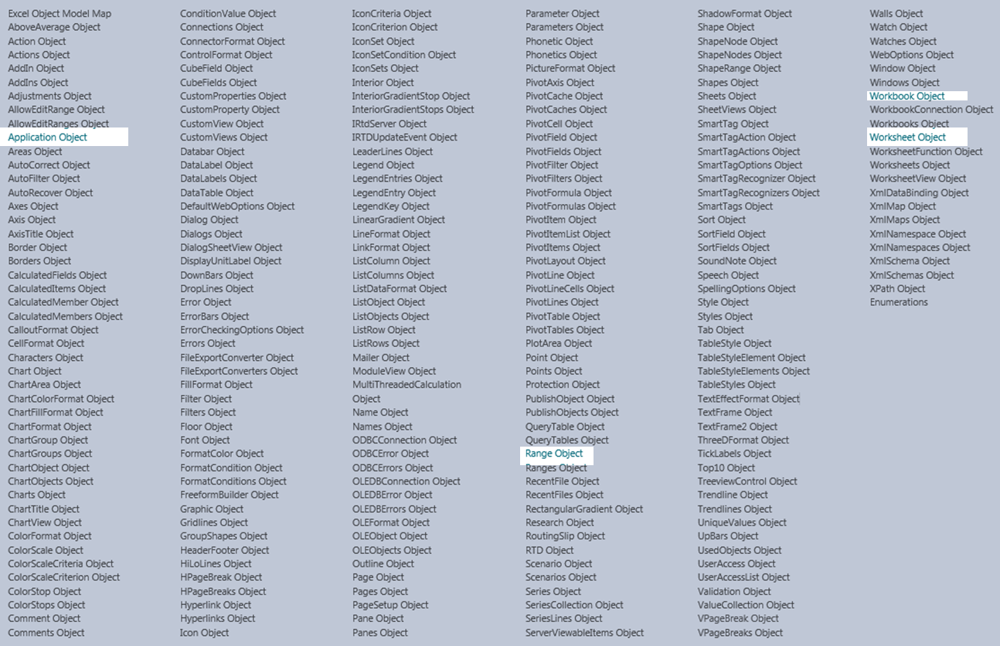 Excel Object Model Map
AboveAverage Object
Action Object
Actions Object
AddIn Object
AddIns Object
Adjustments Object
AllowEditRange Object
AllowEditRanges Object
Application Object
Areas Object
AutoCorrect Object
AutoFilter Object
AutoRecover Object
Axes Object
Axis Object
AxisTitle Object
Border Object
Borders Object
CalculatedFields Object
CalculatedItems Object
CalculatedMember Object
CalculatedMembers Object
CalloutFormat Object
CellFormat Object
Characters Object
Chart Object
ChartArea Object
ChartColorFormat Object
ChartFillFormat Object
ChartFormat Object
ChartGroup Object
ChartGroups Object
ChartObject Object
ChartObjects Object
Charts Object
ChartTitle Object
ChartView Object
ColorFormat Object
ColorScale Object
ColorScaleCriteria Object
ColorScaleCriterion Object
ColorStop Object
ColorStops Object
Comment Object
Comments Object
ConditionValue Object
Connections Object
ConnectorFormat Object
ControlFormat Object
CubeField Object
CubeFields Object
CustomProperties Object
CustomProperty Object
CustomView Object
CustomViews Object
Databar Object
DataLabel Object
DataLabels Object
DataTable Object
DefaultWebOptions Object
Dialog Object
Dialogs Object
DialogSheetView Object
DisplayUnitLabel Object
DownBars Object
DropLines Object
Error Object
ErrorBars Object
ErrorCheckingOptions Object
Errors Object
FileExportConverter Object
FileExportConverters Object
FillFormat Object
Filter Object
Filters Object
Floor Object
Font Object
FormatColor Object
FormatCondition Object
FormatConditions Object
FreeformBuilder Object
Graphic Object
Gridlines Object
GroupShapes Object
HeaderFooter Object
HiLoLines Object
HPageBreak Object
HPageBreaks Object
Hyperlink Object
Hyperlinks Object
Icon Object
IconCriteria Object
IconCriterion Object
IconSet Object
IconSetCondition Object
IconSets Object
Interior Object
InteriorGradientStop Object
InteriorGradientStops Object
IRtdServer Object
IRTDUpdateEvent Object
LeaderLines Object
Legend Object
LegendEntries Object
LegendEntry Object
LegendKey Object
LinearGradient Object
LineFormat Object
LinkFormat Object
ListColumn Object
ListColumns Object
ListDataFormat Object
ListObject Object
ListObjects Object
ListRow Object
ListRows Object
Mailer Object
ModuleView Object
MultiThreadedCalculation
Object
Name Object
Names Object
ODBCConnection Object
ODBCError Object
ODBCErrors Object
OLEDBConnection Object
OLEDBError Object
OLEDBErrors Object
OLEFormat Object
OLEObject Object
OLEObjects Object
Outline Object
Page Object
Pages Object
PageSetup Object
Pane Object
Panes Object
Parameter Object
Parameters Object
Phonetic Object
Phonetics Object
PictureFormat Object
PivotAxis Object
PivotCache Object
PivotCaches Object
PivotCell Object
PivotField Object
PivotFields Object
PivotFilter Object
PivotFilters Object
PivotFormula Object
PivotFormulas Object
PivotItem Object
PivotItemList Object
PivotItems Object
PivotLayout Object
PivotLine Object
PivotLineCells Object
PivotLines Object
PivotTable Object
PivotTables Object
PlotArea Object
Point Object
Points Object
Protection Object
PublishObject Object
PublishObjects Object
QueryTable Object
QueryTables Object
Range Object
Ranges Object
RecentFile Object
RecentFiles Object
RectangularGradient Object
Research Object
RoutingSlip Object
RTD Object
Scenario Object
Scenarios Object
Series Object
SeriesCollection Object
SeriesLines Object
ServerViewableItems Object
ShadowFormat Object
Shape Object
ShapeNode Object
ShapeNodes Object
ShapeRange Object
Shapes Object
Sheets Object
SheetViews Object
SmartTag Object
SmartTagAction Object
SmartTagActions Object
SmartTagOptions Object
SmartTagRecognizer Object
SmartTagRecognizers Object
SmartTags Object
Sort Object
SortField Object
SortFields Object
SoundNote Object
Speech Object
SpellingOptions Object
Style Object
Styles Object
Tab Object
TableStyle Object
TableStyleElement Object
TableStyleElements Object
TableStyles Object
TextEffectFormat Object
TextFrame Object
TextFrame2 Object
ThreeDFormat Object
TickLabels Object
Top10 Object
TreeviewControl Object
Trendline Object
Trendlines Object
UniqueValues Object
UpBars Object
UsedObjects Object
UserAccess Object
UserAccessList Object
Validation Object
ValueCollection Object
VPageBreak Object
VPageBreaks Object
Walls Object
Watch Object
Watches Object
WebOptions Object
Window Object
Windows Object
Workbook Object
WorkbookConnection Object
Workbooks Object
Worksheet Object
WorksheetFunction Object
Worksheets Object
WorksheetView Object
XmlDataBinding Object
XmlMap Object
XmlMaps Object
XmlNamespace Object
XmlNamespaces Object
XmlSchema Object
XmlSchemas Object
XPath Object
Enumerations